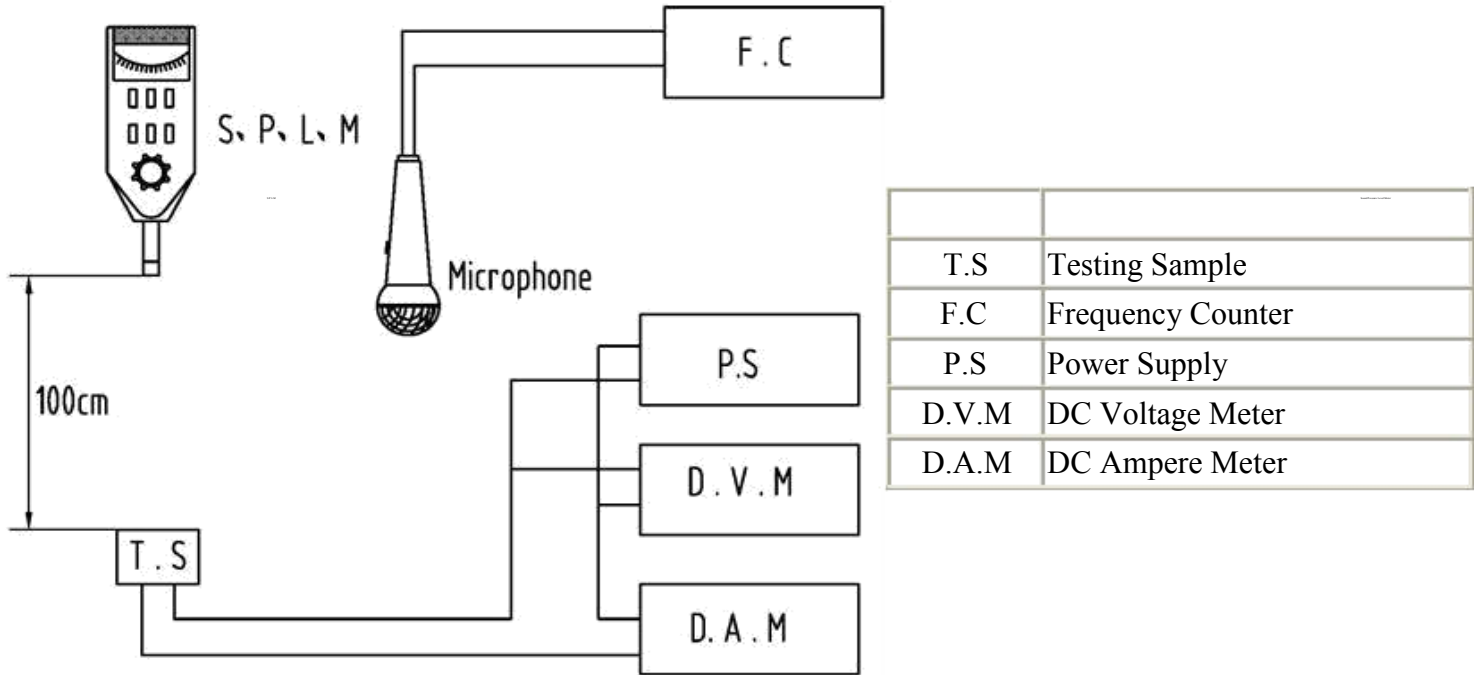 F . C
S、P、L、M
Microphone
100cm
P.S
D . V . M
T . S
D. A . M
T.S Testing Sample
F.C Frequency Counter
P.S Power Supply
D.V.M DC Voltage Meter
D.A.M DC Ampere Meter